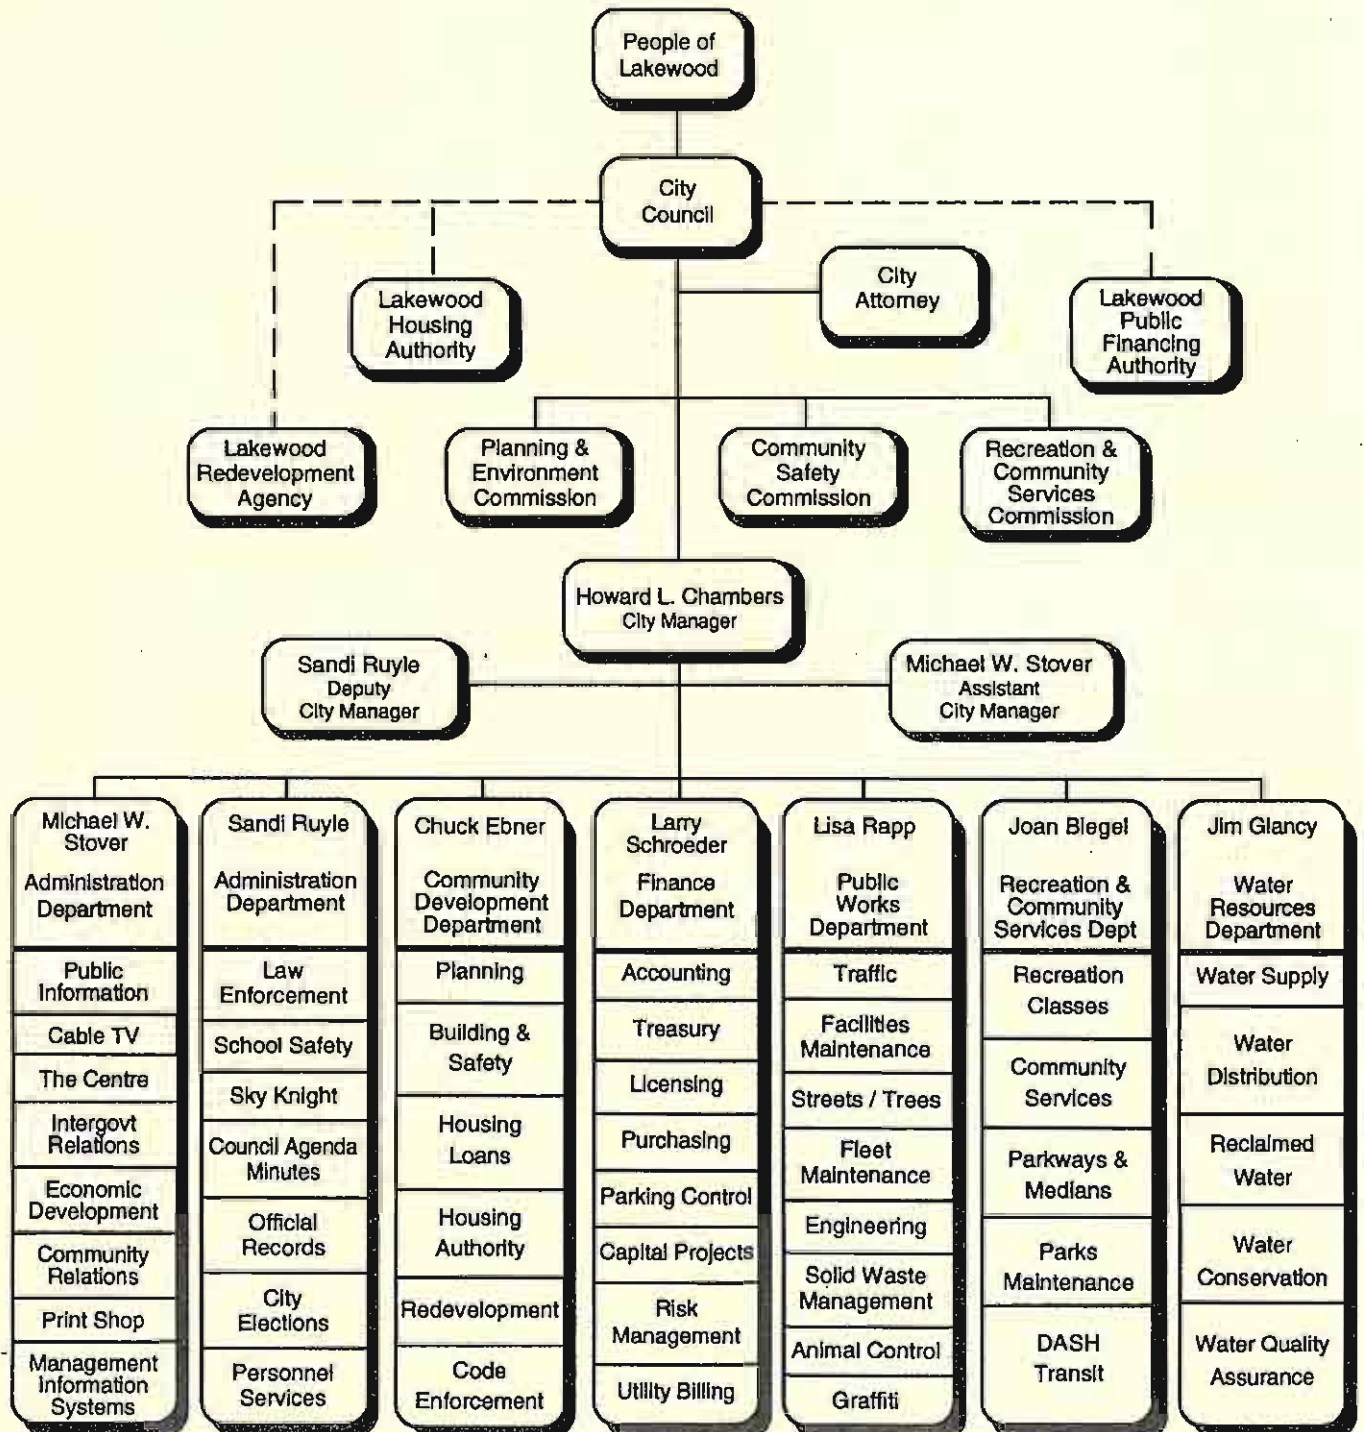 People of
Lakewood
City
Council
City
Attorney
Lakewood
Housing
Authority
Lakewood
Public
Financing
Authority
Lakewood
Redevelopment
Agency
Planning &
Environment
Commission
Community
Safety
Commission
Recreation &
Community
Services
Commission
Howard L. Chambers
City Manager
Sandi Ruyle
Deputy
City Manager
Michael W. Stover
Assistant
City Manager
Michael W.
Stover
Administration
Department
Public
Information
Cable TV
The Centre
Intergovt
Relations
Economic
Development
Community
Relations
Print Shop
Management
Information
Systems
Sandi Ruyle
Administration
Department
Law
Enforcement
School Safety
Sky Knight
Council Agenda
Minutes
Official
Records
City
Elections
Personnel
Services
Chuck Ebner
Community
Development
Department
Planning
Building &
Safety
Housing
Loans
Housing
Authority
Redevelopment
Code
Enforcement
Larry
Schroeder
Finance
Department
Accounting
Treasury
Licensing
Purchasing
Parking Control
Capital Projects
Risk
Management
Utility Billing
Lisa Rapp
Public
Works
Department
Traffic
Facilities
Maintenance
Streets / Trees
Fleet
Maintenance
Engineering
Solid Waste
Management
Animal Control
Graffiti
Joan Biegel
Recreation &
Community
Services Dept
Recreation
Classes
Community
Services
Parkways &
Medians
Parks
Maintenance
DASH
Transit
Jim Glancy
Water
Resources
Department
Water Supply
Water
Distribution
Reclaimed
Water
Water
Conservation
Water Quality
Assurance